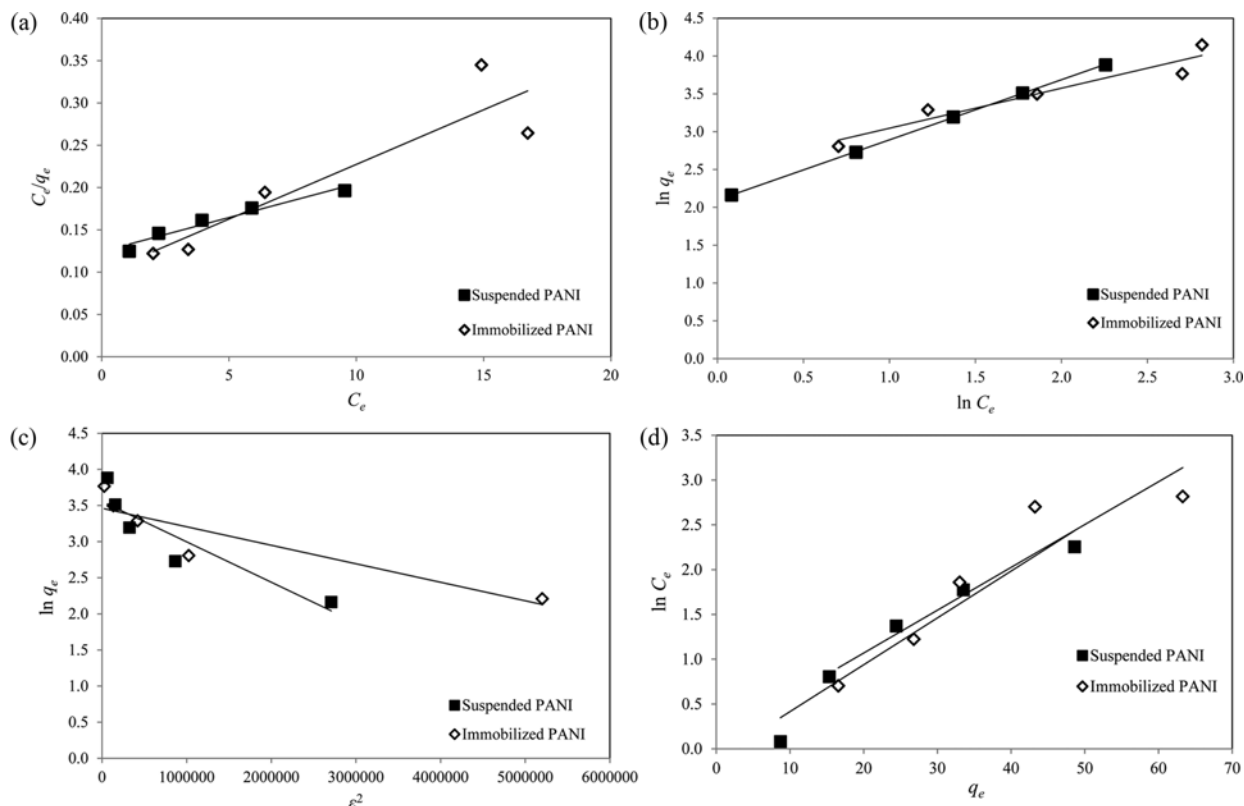 (a)
0.40
0.35
0.30
0.25
0.20
0.15
0.10
0.05
0.00
C_e/q_e
0 5 10 15 20
C_e
Suspended PANI
Immobilized PANI
(b)
4.5
4.0
3.5
3.0
2.5
2.0
1.5
1.0
0.5
0.0
ln q_e
0.0 0.5 1.0 1.5 2.0 2.5 3.0
ln C_e
Suspended PANI
Immobilized PANI
(c)
4.5
4.0
3.5
3.0
2.5
2.0
1.5
1.0
0.5
0.0
ln q_e
0 1000000 2000000 3000000 4000000 5000000 6000000
ε²
Suspended PANI
Immobilized PANI
(d)
3.5
3.0
2.5
2.0
1.5
1.0
0.5
0.0
ln C_e
0 10 20 30 40 50 60 70
q_e
Suspended PANI
Immobilized PANI